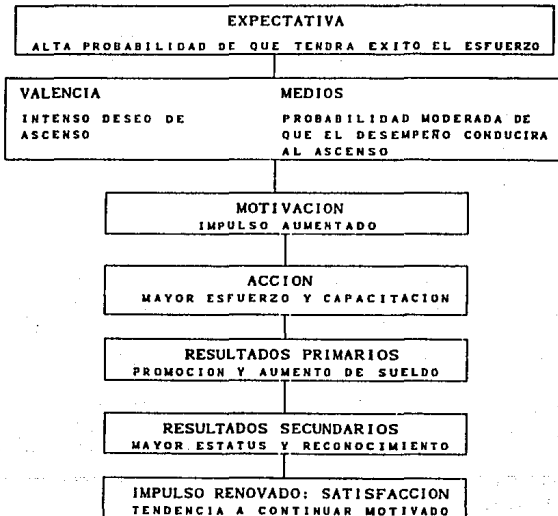 EXPECTATIVA
ALTA PROBABILIDAD DE QUE TENDRA EXITO EL ESFUERZO
VALENCIA
INTENSO DESEO DE
ASCENSO
MEDIOS
PROBABILIDAD MODERADA DE
QUE EL DESEMPEÑO CONDUCIRA
AL ASCENSO
MOTIVACION
IMPULSO AUMENTADO
ACCION
MAYOR ESFUERZO Y CAPACITACION
RESULTADOS PRIMARIOS
PROMOCION Y AUMENTO DE SUELDO
RESULTADOS SECUNDARIOS
MAYOR ESTATUS Y RECONOCIMIENTO
IMPULSO RENOVADO: SATISFACCION
TENDENCIA A CONTINUAR MOTIVADO